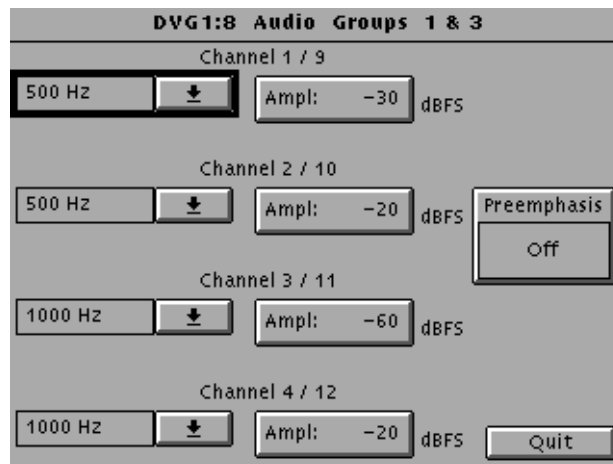 DVG1:8 Audio Groups 1 & 3
Channel 1 / 9
500 Hz Ampl: -30 dBFS
Channel 2 / 10
500 Hz Ampl: -20 dBFS Preemphasis
Off
Channel 3 / 11
1000 Hz Ampl: -60 dBFS
Channel 4 / 12
1000 Hz Ampl: -20 dBFS Quit